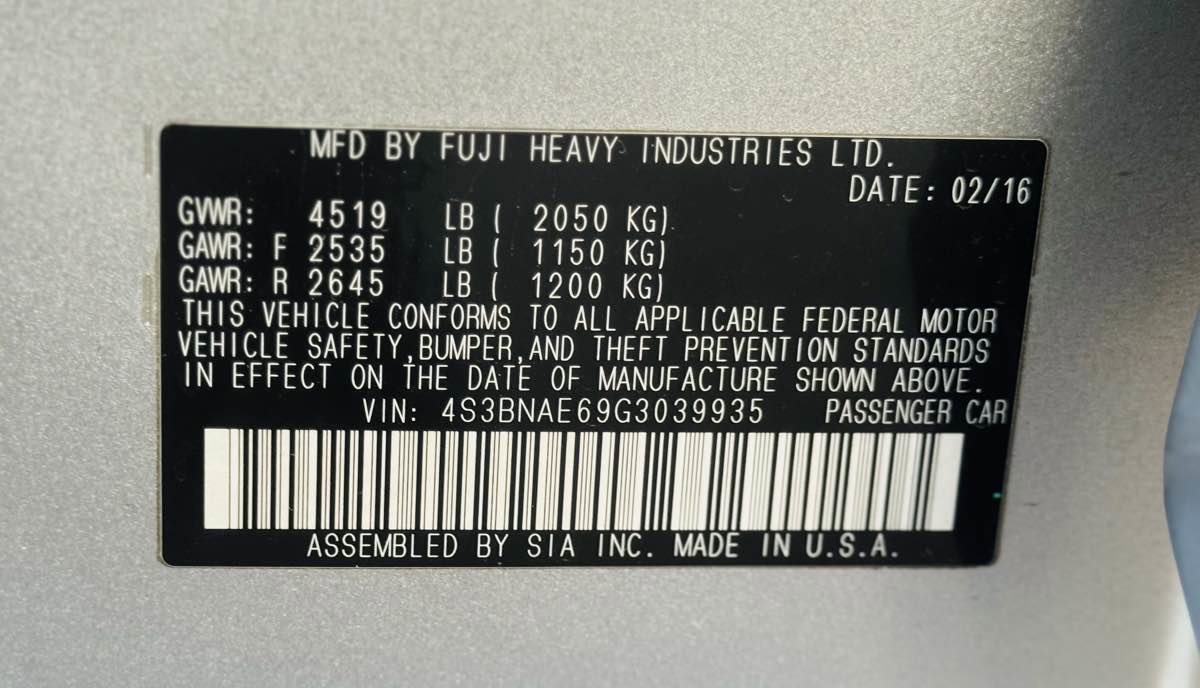 MFD BY FUJI HEAVY INDUSTRIES LTD.
DATE: 02/16
GVWR: 4519 LB ( 2050 KG)
GAWR: F 2535 LB ( 1150 KG)
GAWR: R 2645 LB ( 1200 KG)
THIS VEHICLE CONFORMS TO ALL APPLICABLE FEDERAL MOTOR
VEHICLE SAFETY,BUMPER,AND THEFT PREVENTION STANDARDS
IN EFFECT ON THE DATE OF MANUFACTURE SHOWN ABOVE.
VIN: 4S3BNAE69G3039935 PASSENGER CAR
ASSEMBLED BY SIA INC. MADE IN U.S.A.